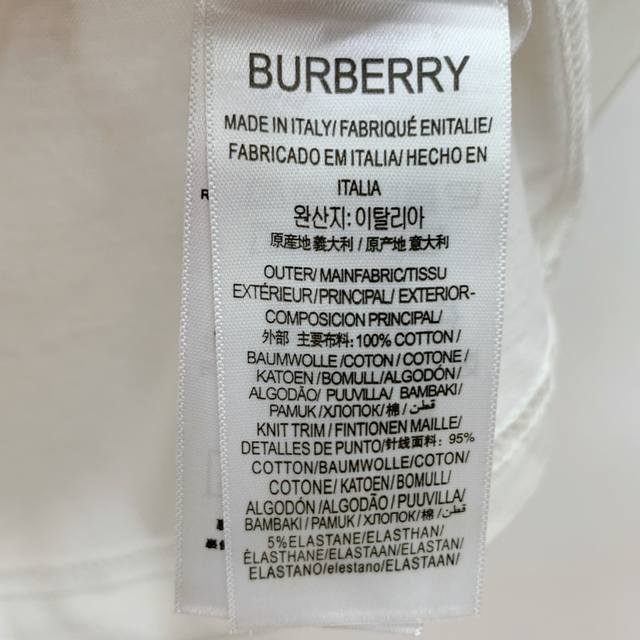 BURBERRY
MADE IN ITALY/ FABRIQUÉ ENITALIE/
FABRICADO EM ITALIA/ HECHO EN
ITALIA
완산지: 이탈리아
原産地 義大利 / 原产地 意大利
OUTER/ MAINFABRIC/TISSU
EXTÉRIEUR/PRINCIPAL/ EXTERIOR-
COMPOSICION PRINCIPAL/
外部 主要布料: 100% COTTON/
BAUMWOLLE /COTON / COTONE /
KATOEN /BOMULL/ALGODÓN/
ALGODÃO/ PUUVILLA/ BAMBAKI/
PAMUK /ХЛОПОК/ 棉 / قطن/
KNIT TRIM / FINTIONEN MAILLE/
DETALLES DE PUNTO/针线面料: 95%
COTTON/BAUMWOLLE/COTON/
COTONE/ KATOEN/ BOMULL/
ALGODÓN /ALGODÃO / PUUVILLA/
BAMBAKI / PAMUK / ХЛОПОК/ 棉 / قطن/
5%ELASTANE/ELASTHAN/
ÉLASTHANE/ELASTAAN/ELASTAN/
ELASTANO/elestano/ELASTAAN/